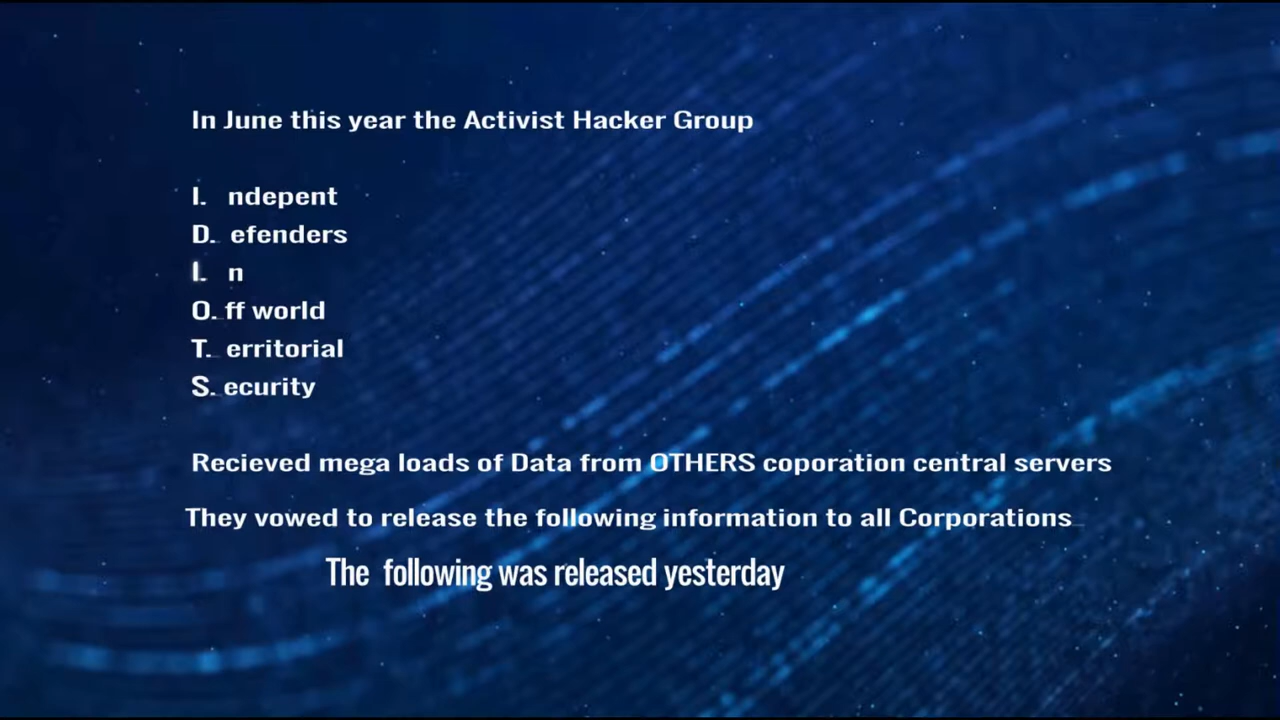 In June this year the Activist Hacker Group
I. ndepent
D. efenders
I. n
O. ff world
T. erritorial
S. ecurity
Recieved mega loads of Data from OTHERS coporation central servers
They vowed to release the following information to all Corporations
The following was released yesterday